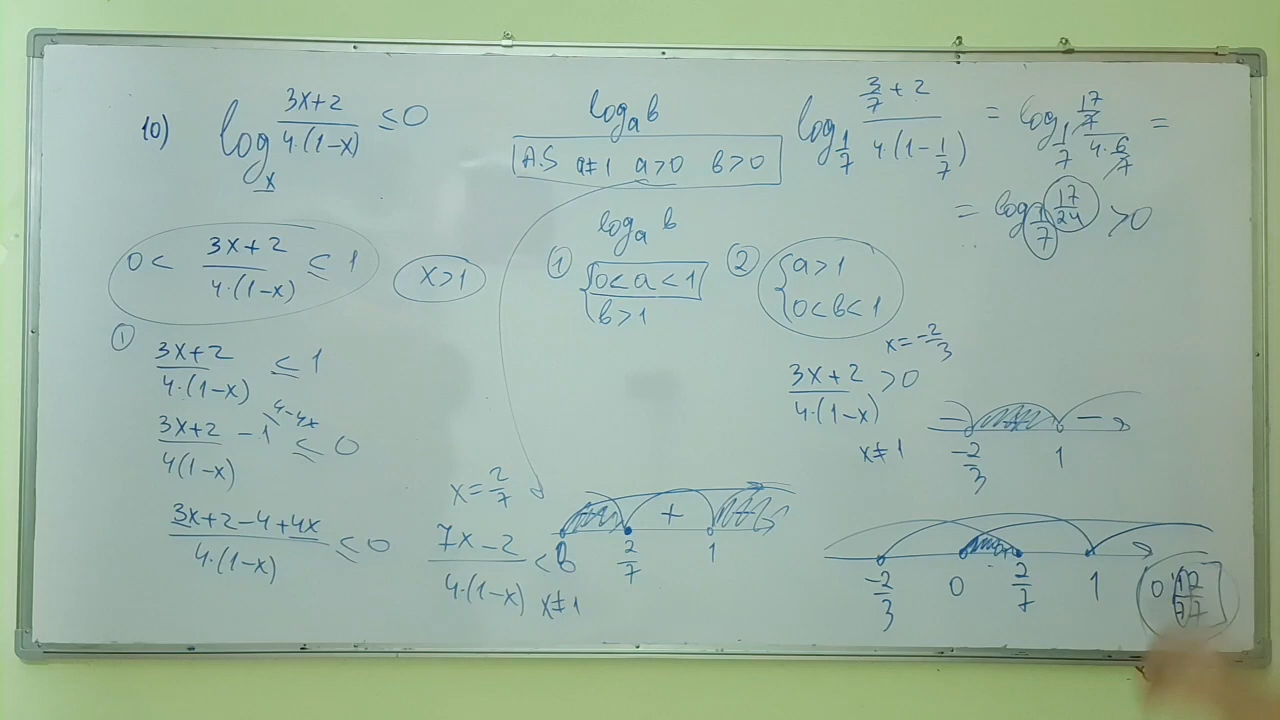 10) log_x (3x+2)/(4·(1-x)) ≤ 0
log_a b
A.S a≠1 a>0 b>0
log_{1/7} (3/7 + 2)/(4·(1-1/7)) = log_{1/7} (17/7)/(4·6/7) =
= log_{1/7} 17/24 > 0
0 < (3x+2)/(4·(1-x)) ≤ 1
x>1
log_a b
① { 0<a<1
b>1
② { a>1
0<b<1
① (3x+2)/(4·(1-x)) ≤ 1
(3x+2)/(4(1-x)) - 1 ≤ 0
4-4x
(3x+2-4+4x)/(4·(1-x)) ≤ 0
x=2/7
(7x-2)/(4·(1-x))
x≠1
+
2/7 1
x=-2/3
(3x+2)/(4·(1-x)) > 0
x≠1
- -
-2/3 1
-2/3 0 2/7 1